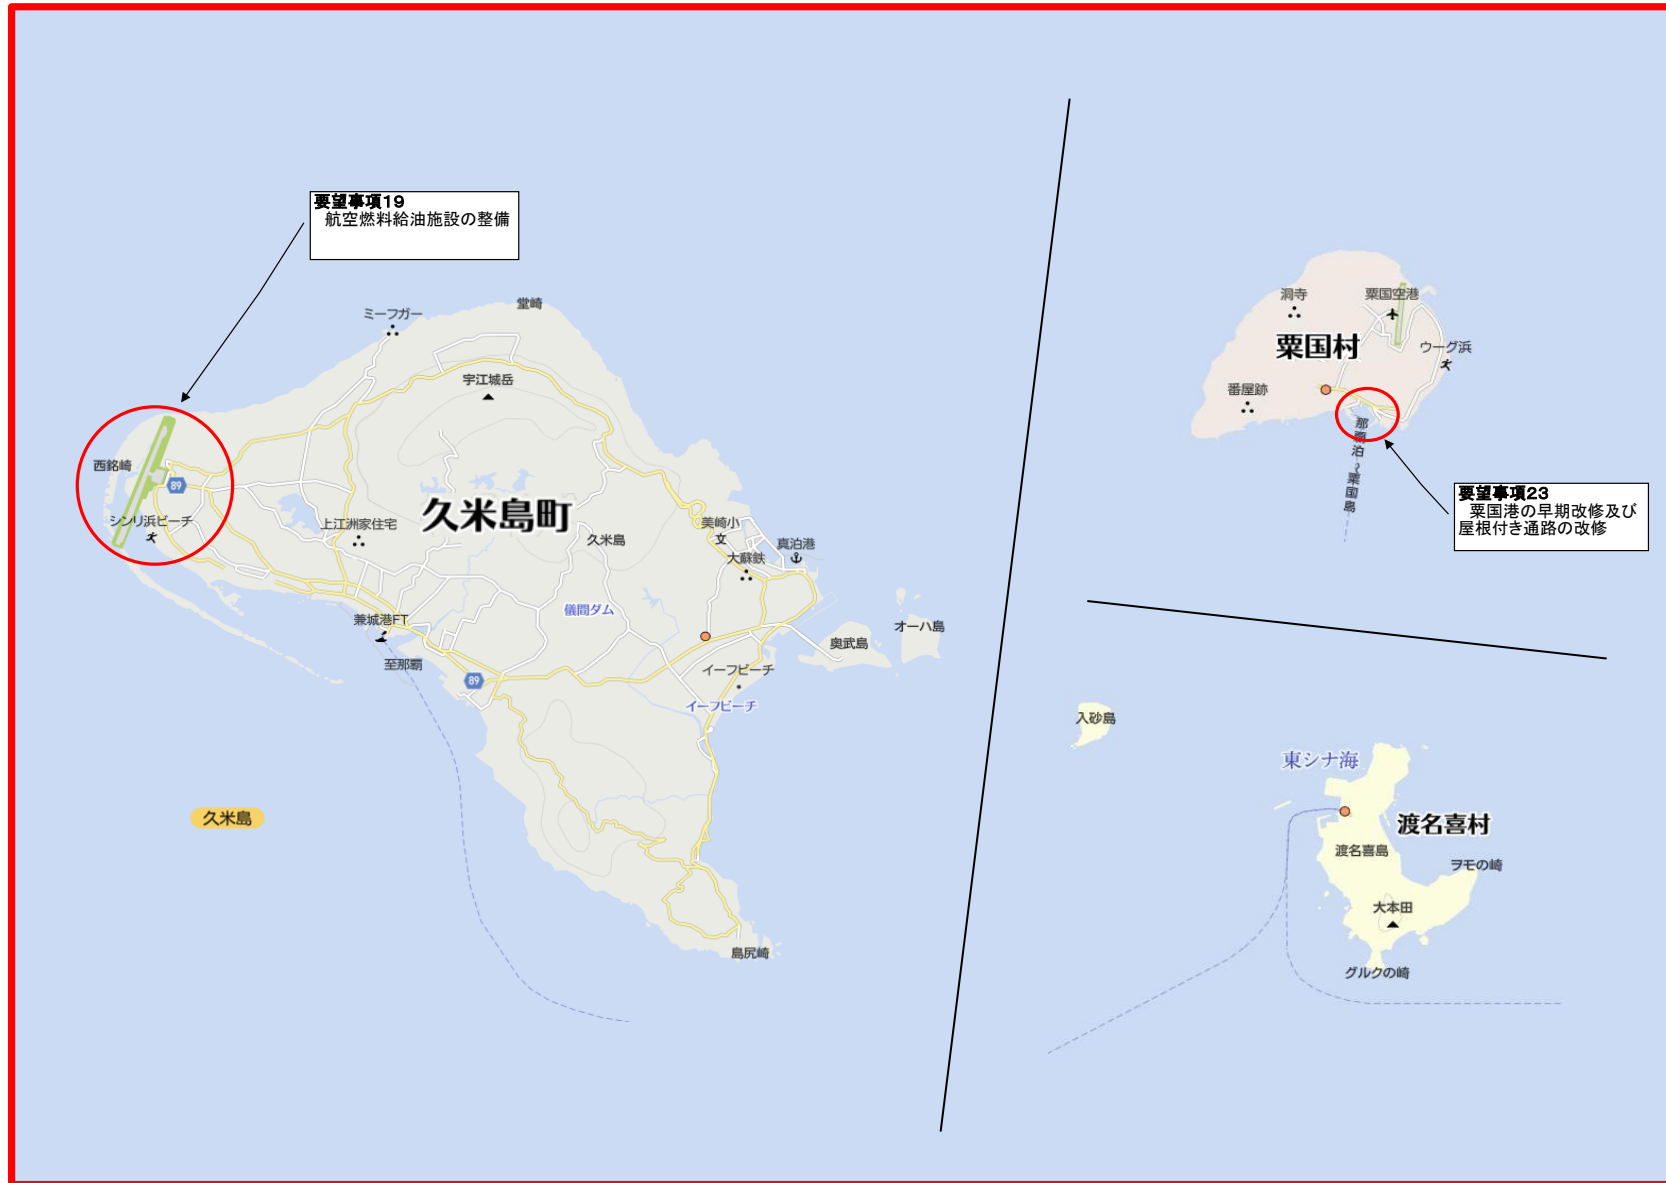 要望事項19
航空燃料給油施設の整備
堂崎
ミーフガー
宇江城岳
西銘崎
89
シンリ浜ビーチ
上江洲家住宅
久米島町
久米島
美崎小
文
真泊港
大蘇鉄
儀間ダム
兼城港FT
至那覇
89
イーフビーチ
イーフビーチ
奥武島
オーハ島
久米島
島尻崎
洞寺
粟国空港
粟国村
ウーグ浜
番屋跡
那覇泊~粟国島
要望事項23
粟国港の早期改修及び
屋根付き通路の改修
入砂島
東シナ海
渡名喜村
渡名喜島
ヲモの崎
大本田
グルクの崎